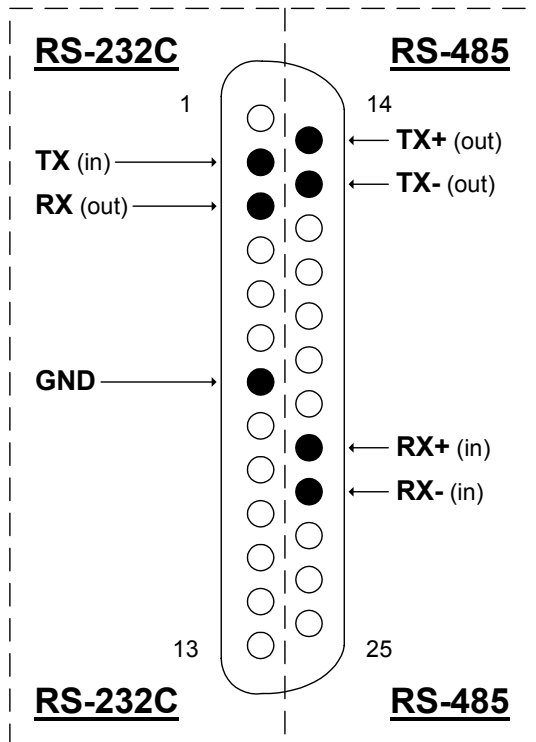 RS-232C RS-485
1 14
TX+ (out)
TX (in)
TX- (out)
RX (out)
GND
RX+ (in)
RX- (in)
13 25
RS-232C RS-485